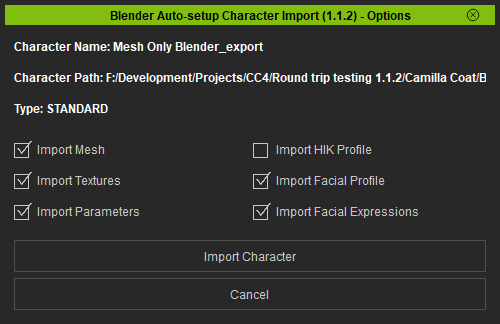 Blender Auto-setup Character Import (1.1.2) - Options
Character Name: Mesh Only Blender_export
Character Path: F:/Development/Projects/CC4/Round trip testing 1.1.2/Camilla Coat/B
Type: STANDARD
Import Mesh
Import HIK Profile
Import Textures
Import Facial Profile
Import Parameters
Import Facial Expressions
Import Character
Cancel